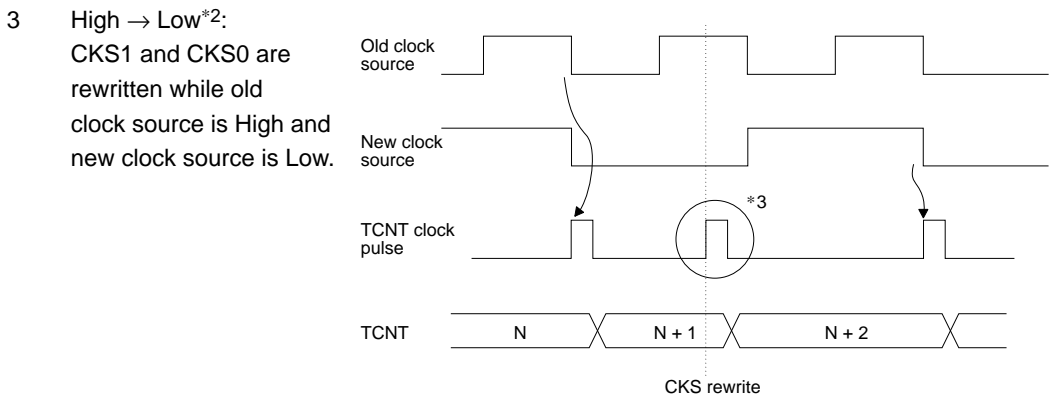 3 High → Low*2:
CKS1 and CKS0 are
rewritten while old
clock source is High and
new clock source is Low.
Old clock
source
New clock
source
*3
TCNT clock
pulse
TCNT N N + 1 N + 2
CKS rewrite